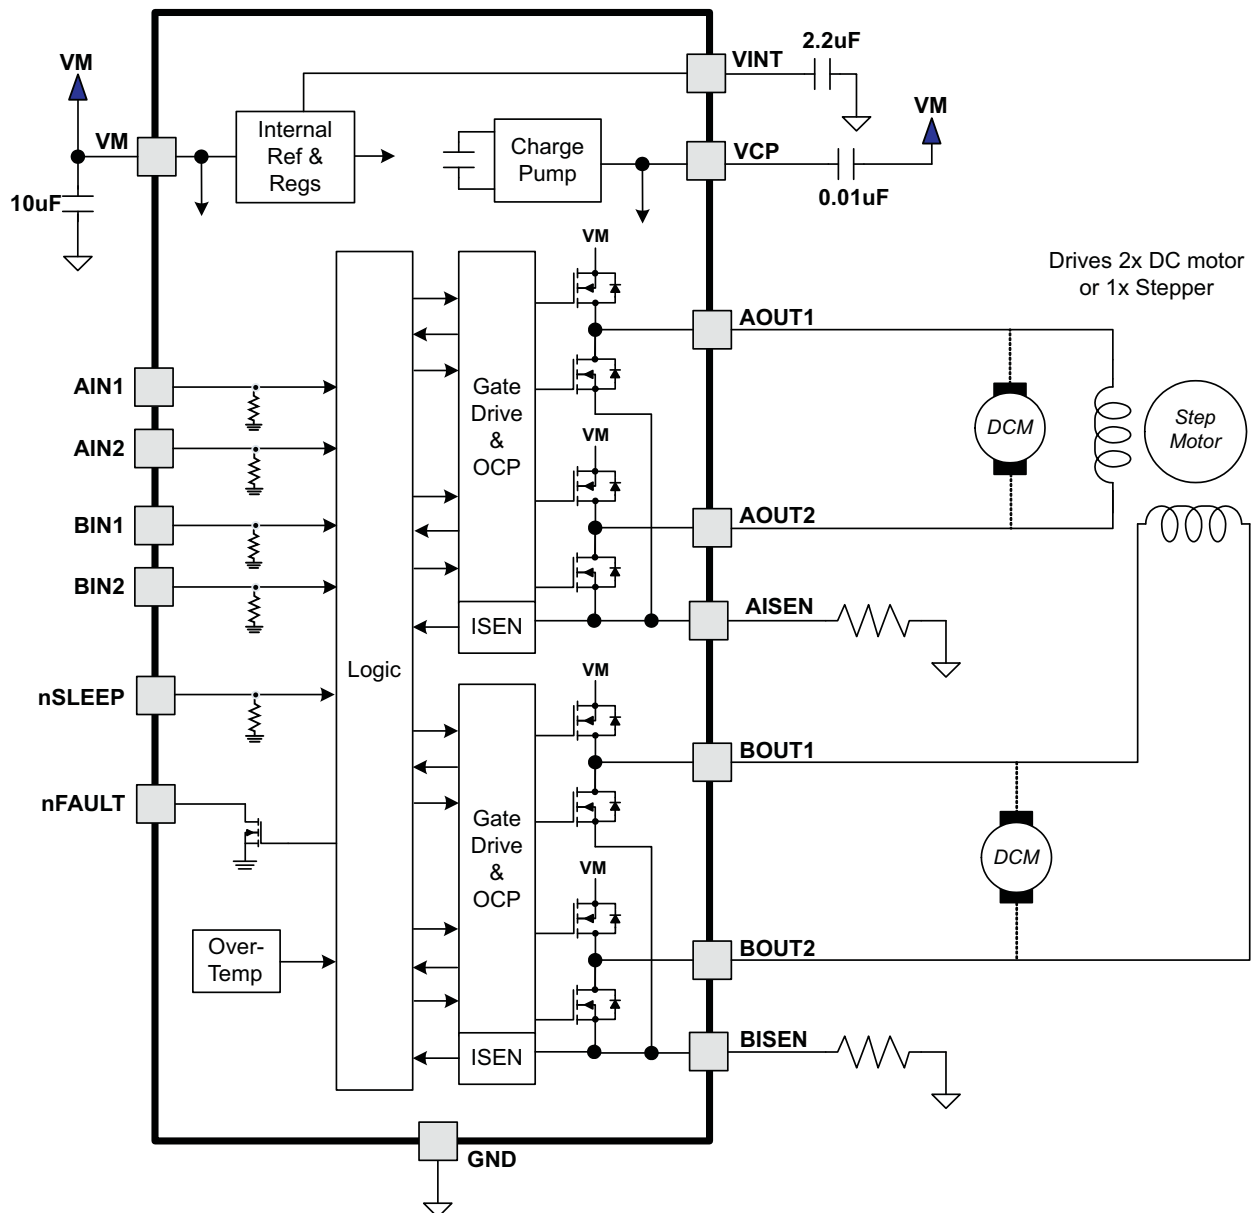 2.2uF
VINT
VM
VM
VM
Internal
Ref &
Regs
Charge
Pump
VCP
10uF
0.01uF
VM
Drives 2x DC motor
or 1x Stepper
AOUT1
AIN1
Gate
Drive
&
OCP
DCM
Step
Motor
VM
AIN2
BIN1
AOUT2
BIN2
AISEN
ISEN
Logic
VM
nSLEEP
BOUT1
nFAULT
Gate
Drive
&
OCP
DCM
VM
Over-
Temp
BOUT2
BISEN
ISEN
GND